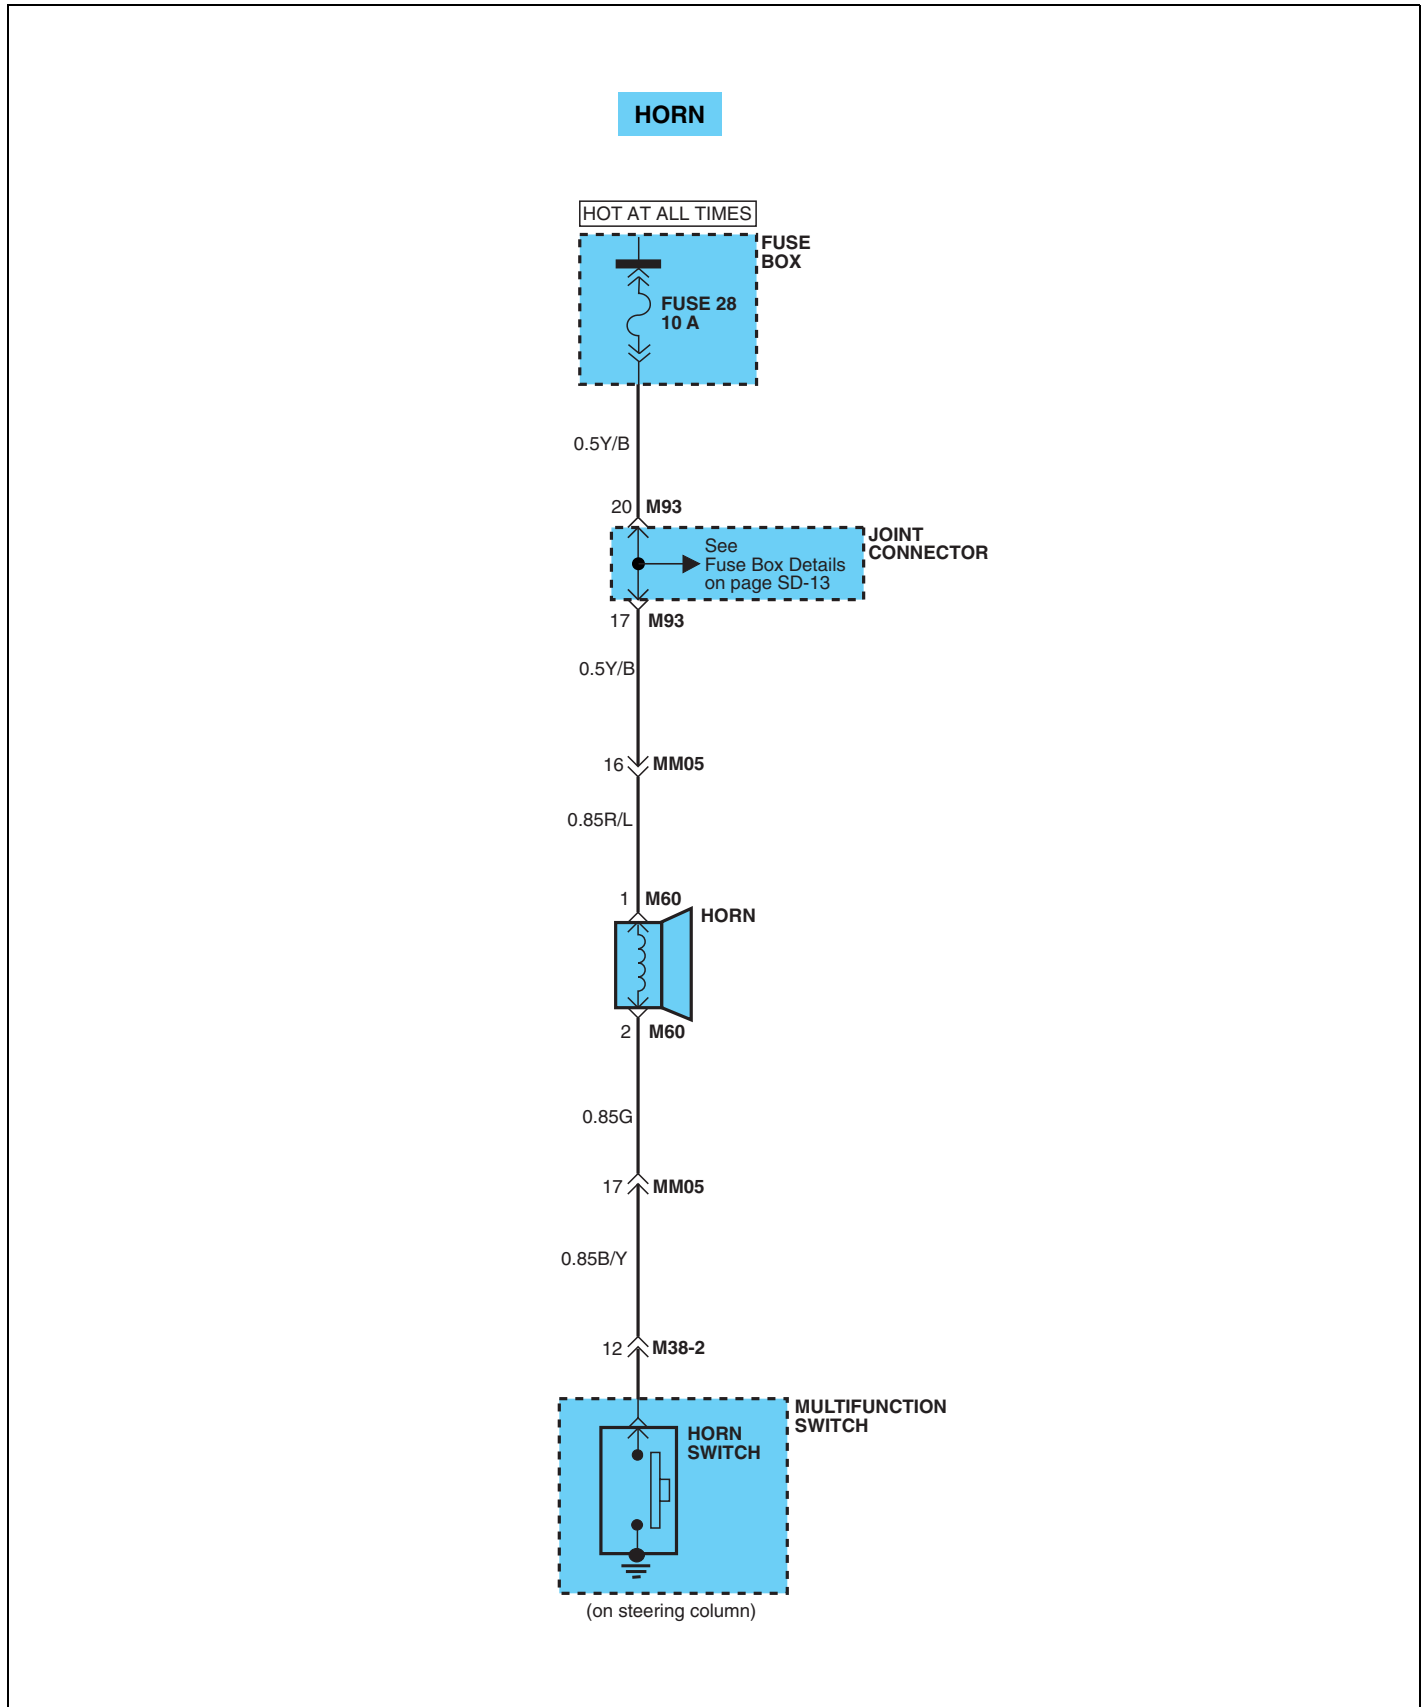 HORN
HOT AT ALL TIMES
FUSE
BOX
FUSE 28
10 A
0.5Y/B
20 M93
JOINT
CONNECTOR
See
Fuse Box Details
on page SD-13
17 M93
0.5Y/B
16 MM05
0.85R/L
1 M60
HORN
2 M60
0.85G
17 MM05
0.85B/Y
12 M38-2
MULTIFUNCTION
SWITCH
HORN
SWITCH
(on steering column)